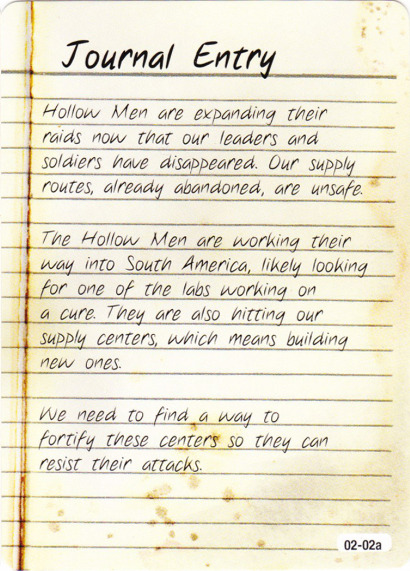 Journal Entry
Hollow Men are expanding their
raids now that our leaders and
soldiers have disappeared. Our supply
routes, already abandoned, are unsafe.
The Hollow Men are working their
way into South America, likely looking
for one of the labs working on
a cure. They are also hitting our
supply centers, which means building
new ones.
We need to find a way to
fortify these centers so they can
resist their attacks.
02-02a